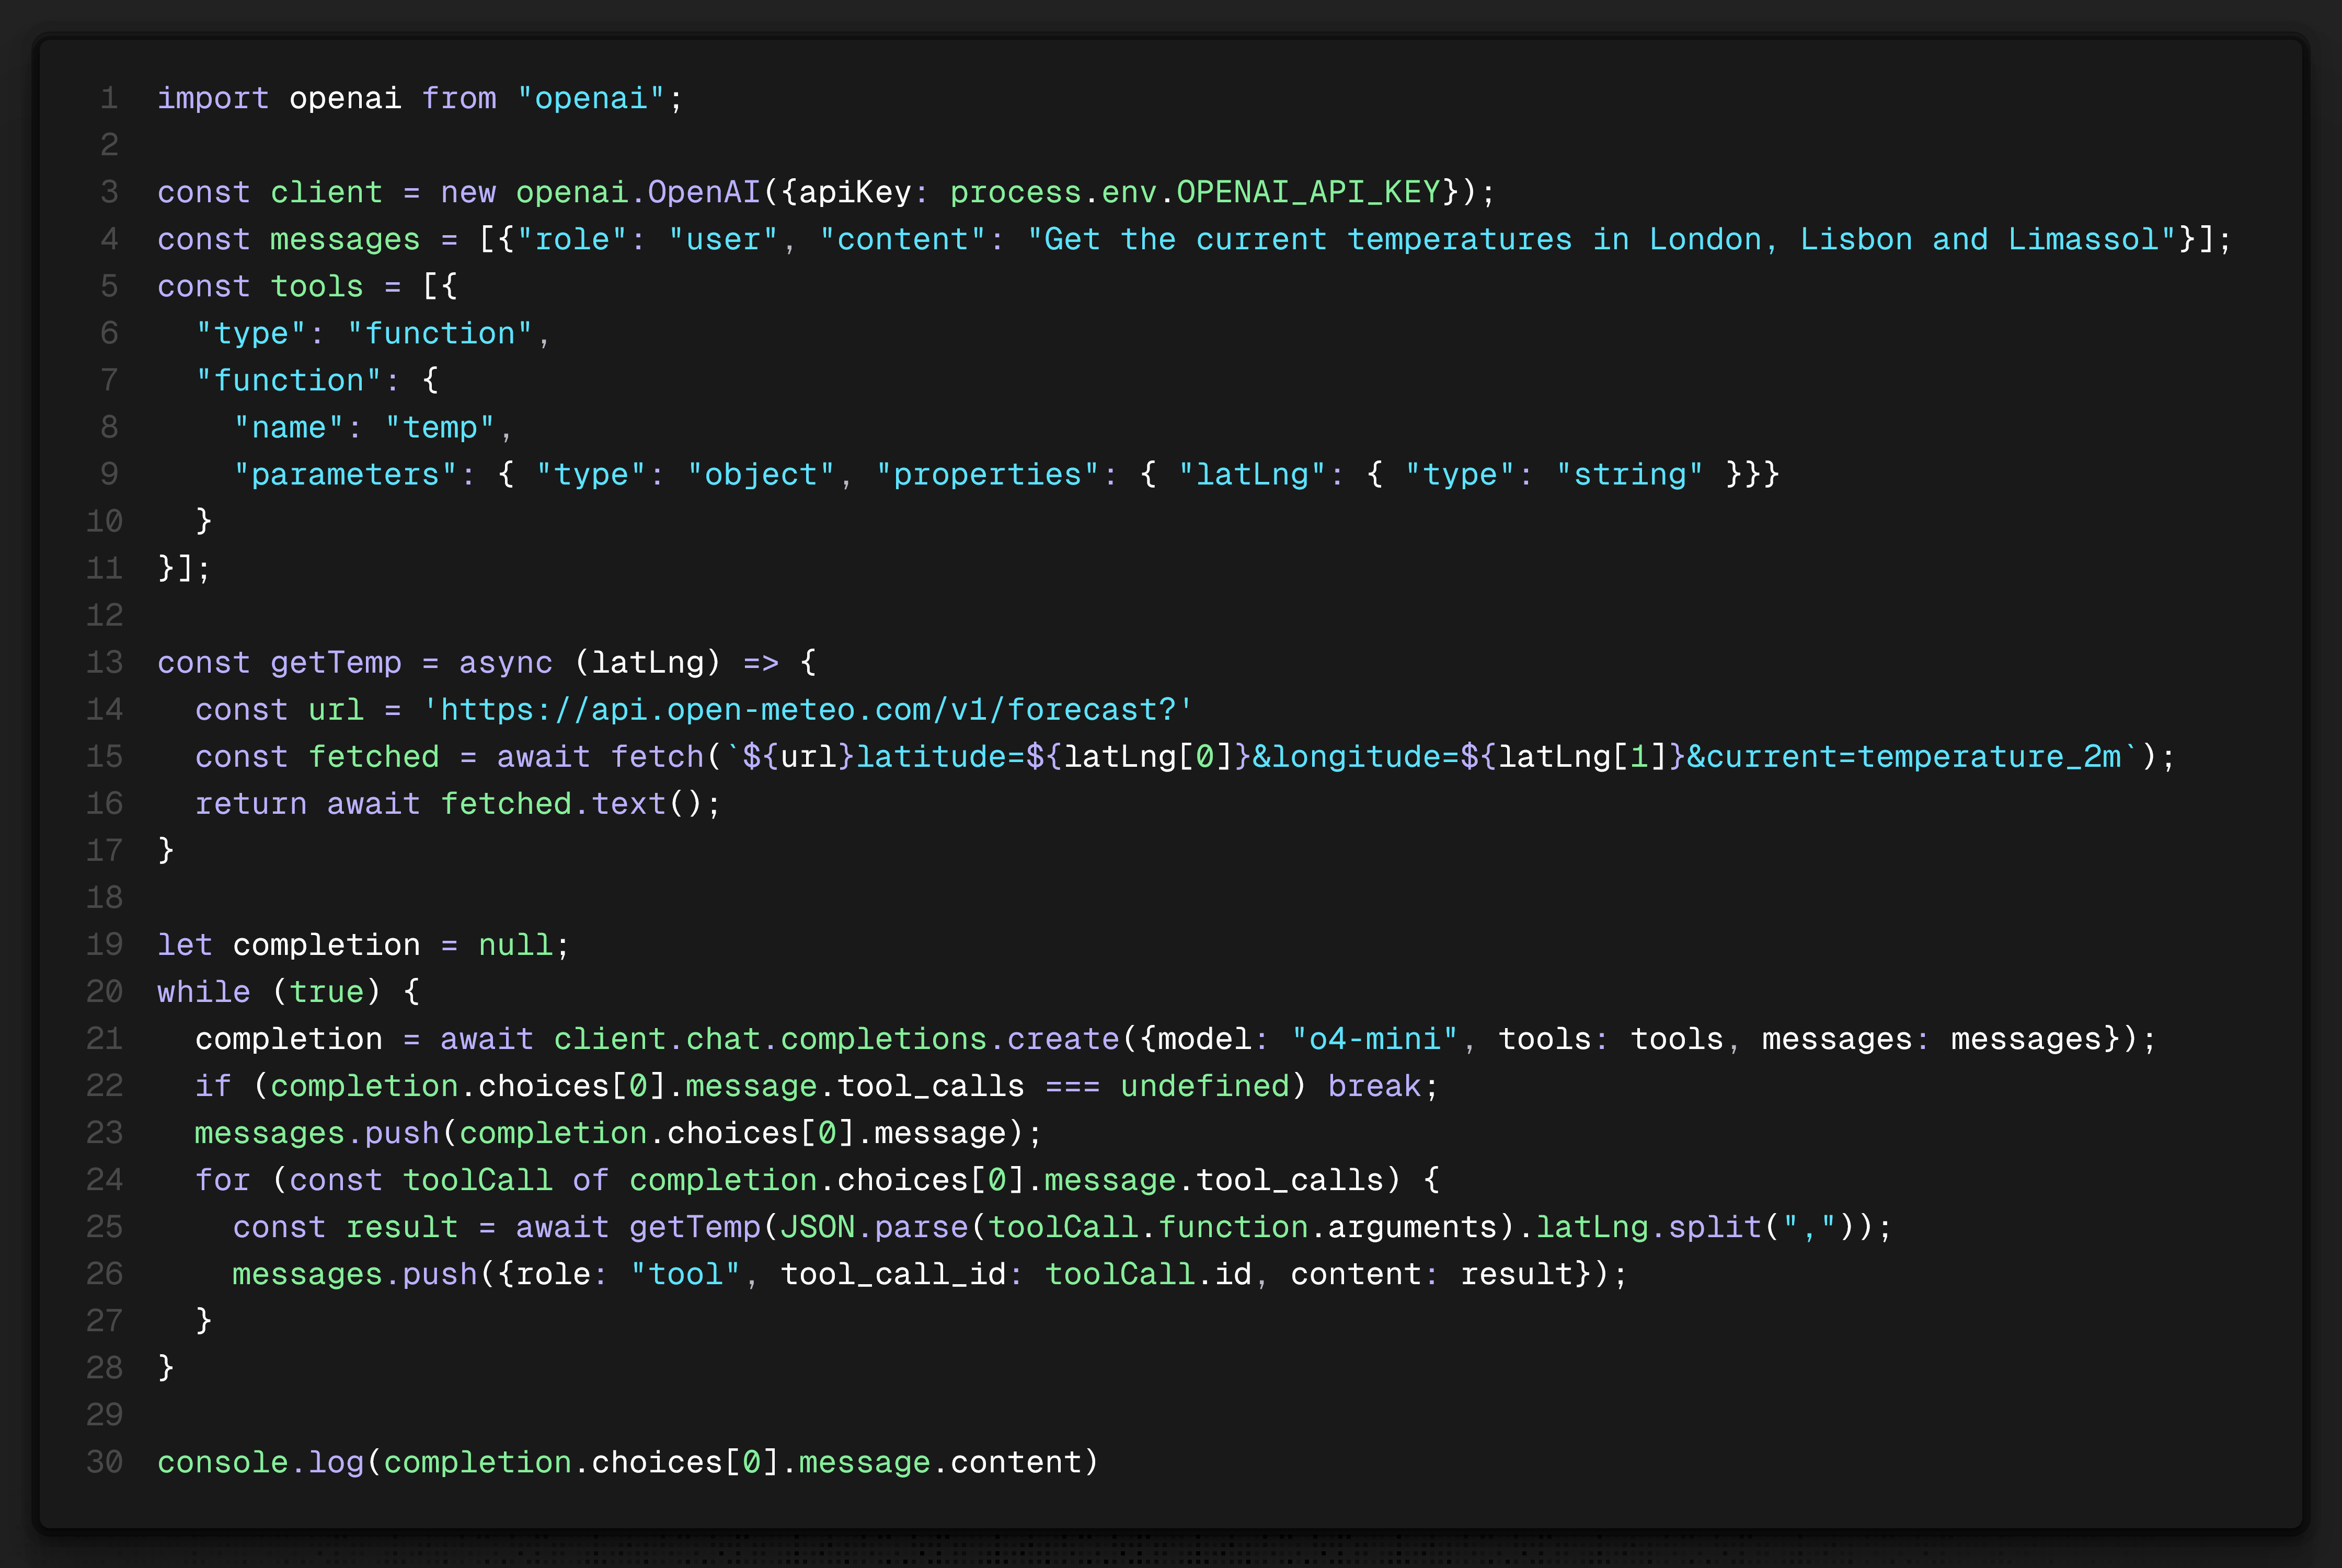 1 import openai from "openai";
2
3 const client = new openai.OpenAI({apiKey: process.env.OPENAI_API_KEY});
4 const messages = [{"role": "user", "content": "Get the current temperatures in London, Lisbon and Limassol"}];
5 const tools = [{
6   "type": "function",
7   "function": {
8     "name": "temp",
9     "parameters": { "type": "object", "properties": { "latLng": { "type": "string" }}}
10   }
11 }];
12
13 const getTemp = async (latLng) => {
14   const url = 'https://api.open-meteo.com/v1/forecast?'
15   const fetched = await fetch(`${url}latitude=${latLng[0]}&longitude=${latLng[1]}&current=temperature_2m`);
16   return await fetched.text();
17 }
18
19 let completion = null;
20 while (true) {
21   completion = await client.chat.completions.create({model: "o4-mini", tools: tools, messages: messages});
22   if (completion.choices[0].message.tool_calls === undefined) break;
23   messages.push(completion.choices[0].message);
24   for (const toolCall of completion.choices[0].message.tool_calls) {
25     const result = await getTemp(JSON.parse(toolCall.function.arguments).latLng.split(","));
26     messages.push({role: "tool", tool_call_id: toolCall.id, content: result});
27   }
28 }
29
30 console.log(completion.choices[0].message.content)